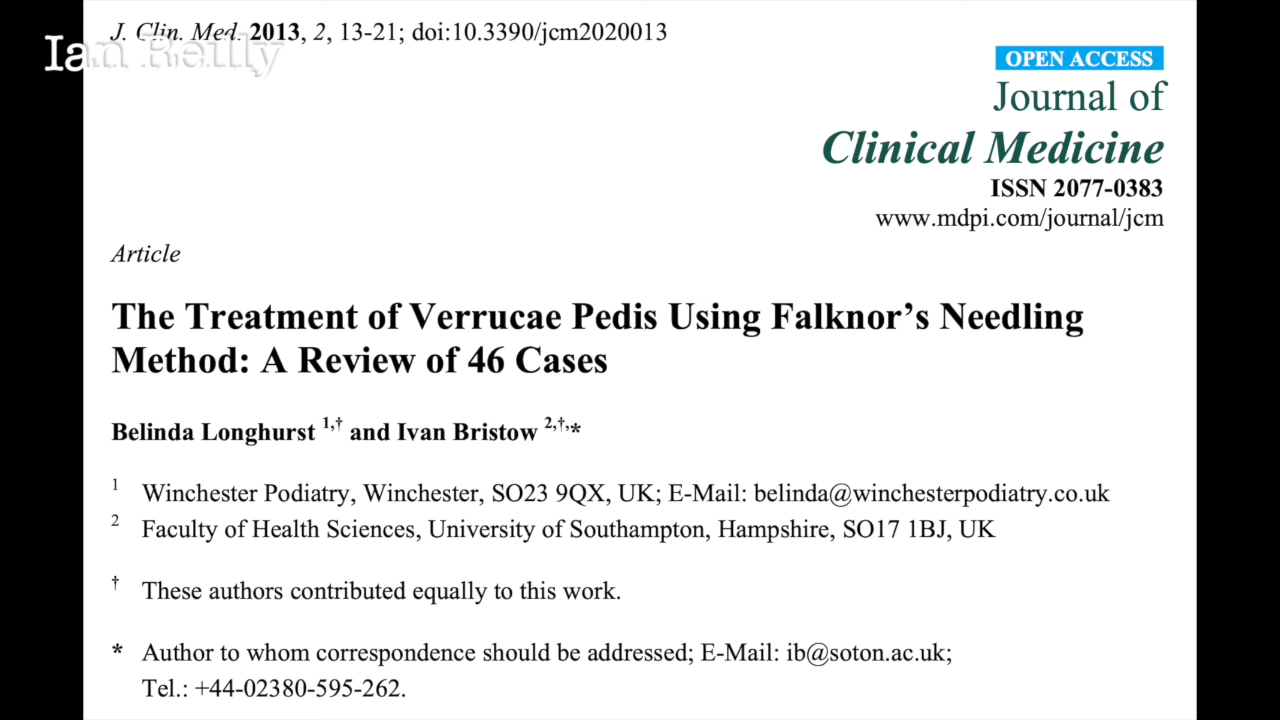 J. Clin. Med. 2013, 2, 13-21; doi:10.3390/jcm2020013
Ian Reilly
OPEN ACCESS
Journal of
Clinical Medicine
ISSN 2077-0383
www.mdpi.com/journal/jcm
Article
The Treatment of Verrucae Pedis Using Falknor’s Needling
Method: A Review of 46 Cases
Belinda Longhurst 1,† and Ivan Bristow 2,†,*
1 Winchester Podiatry, Winchester, SO23 9QX, UK; E-Mail: belinda@winchesterpodiatry.co.uk
2 Faculty of Health Sciences, University of Southampton, Hampshire, SO17 1BJ, UK
† These authors contributed equally to this work.
* Author to whom correspondence should be addressed; E-Mail: ib@soton.ac.uk;
Tel.: +44-02380-595-262.